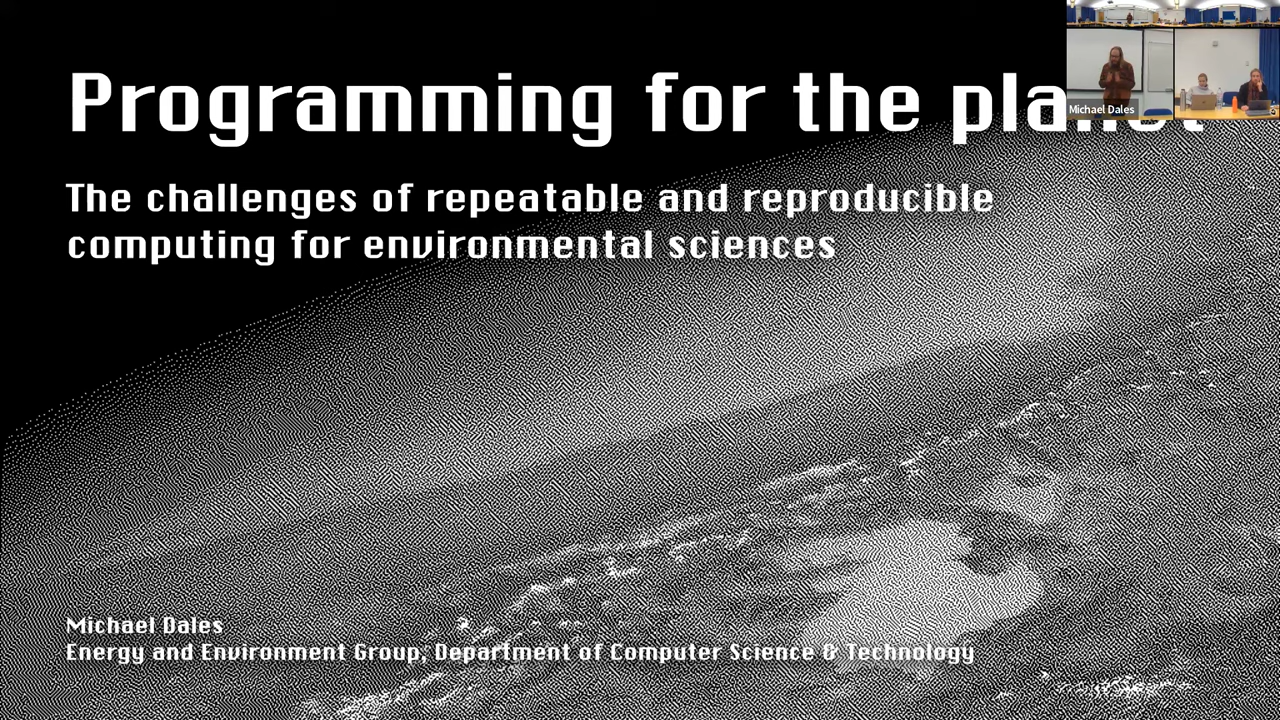 Programming for the planet
The challenges of repeatable and reproducible
computing for environmental sciences
Michael Dales
Michael Dales
Energy and Environment Group, Department of Computer Science & Technology